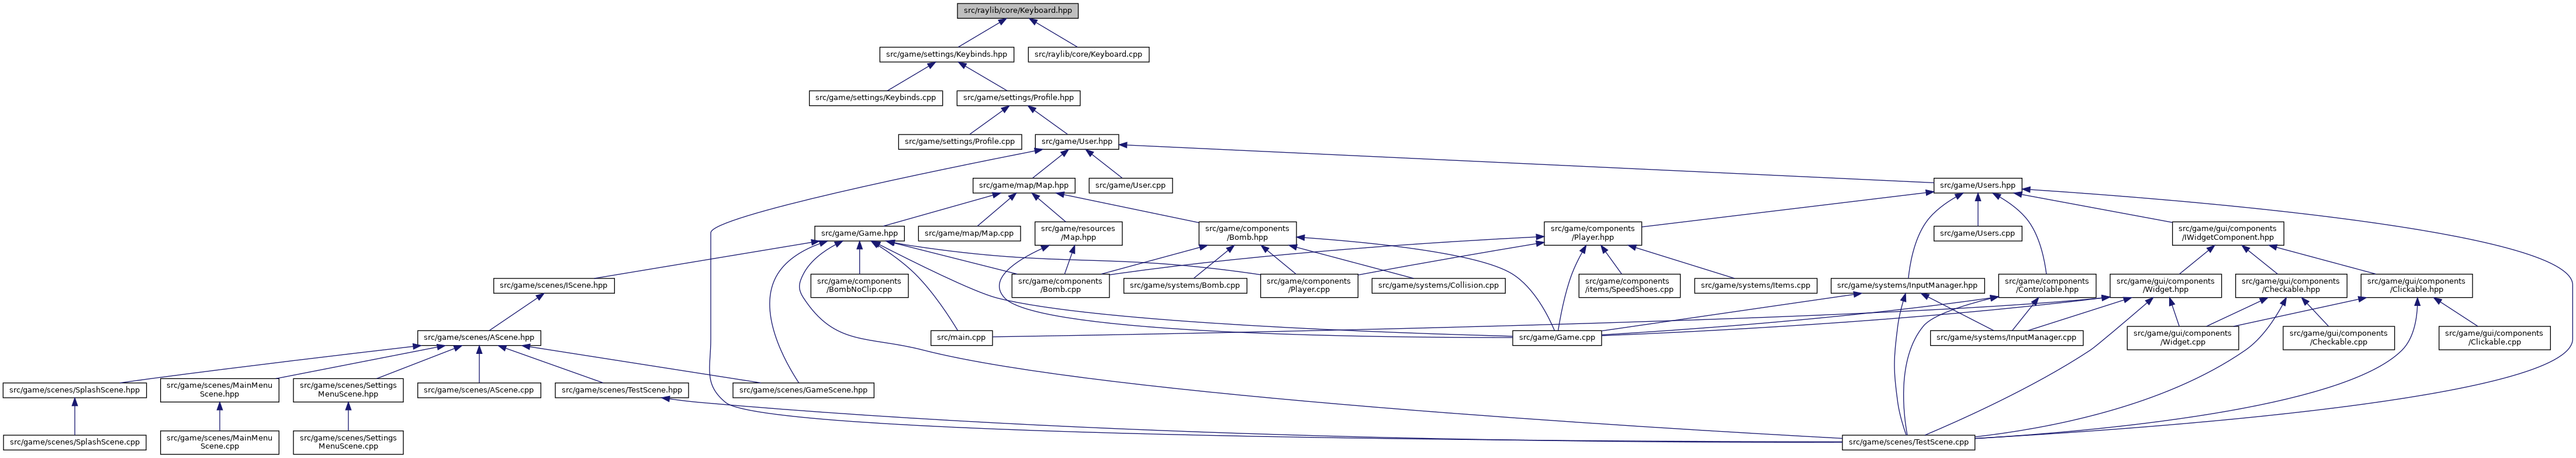 src/raylib/core/Keyboard.hpp
src/game/settings/Keybinds.hpp
src/raylib/core/Keyboard.cpp
src/game/settings/Keybinds.cpp
src/game/settings/Profile.hpp
src/game/settings/Profile.cpp
src/game/User.hpp
src/game/map/Map.hpp
src/game/User.cpp
src/game/Users.hpp
src/game/Game.hpp
src/game/map/Map.cpp
src/game/resources
/Map.hpp
src/game/components
/Bomb.hpp
src/game/components
/Player.hpp
src/game/Users.cpp
src/game/gui/components
/IWidgetComponent.hpp
src/game/scenes/IScene.hpp
src/game/components
/BombNoClip.cpp
src/game/components
/Bomb.cpp
src/game/systems/Bomb.cpp
src/game/components
/Player.cpp
src/game/systems/Collision.cpp
src/game/components
/items/SpeedShoes.cpp
src/game/systems/Items.cpp
src/game/systems/InputManager.hpp
src/game/components
/Controlable.hpp
src/game/gui/components
/Widget.hpp
src/game/gui/components
/Checkable.hpp
src/game/gui/components
/Clickable.hpp
src/game/scenes/AScene.hpp
src/main.cpp
src/game/Game.cpp
src/game/systems/InputManager.cpp
src/game/gui/components
/Widget.cpp
src/game/gui/components
/Checkable.cpp
src/game/gui/components
/Clickable.cpp
src/game/scenes/SplashScene.hpp
src/game/scenes/MainMenu
Scene.hpp
src/game/scenes/Settings
MenuScene.hpp
src/game/scenes/AScene.cpp
src/game/scenes/TestScene.hpp
src/game/scenes/GameScene.hpp
src/game/scenes/SplashScene.cpp
src/game/scenes/MainMenu
Scene.cpp
src/game/scenes/Settings
MenuScene.cpp
src/game/scenes/TestScene.cpp